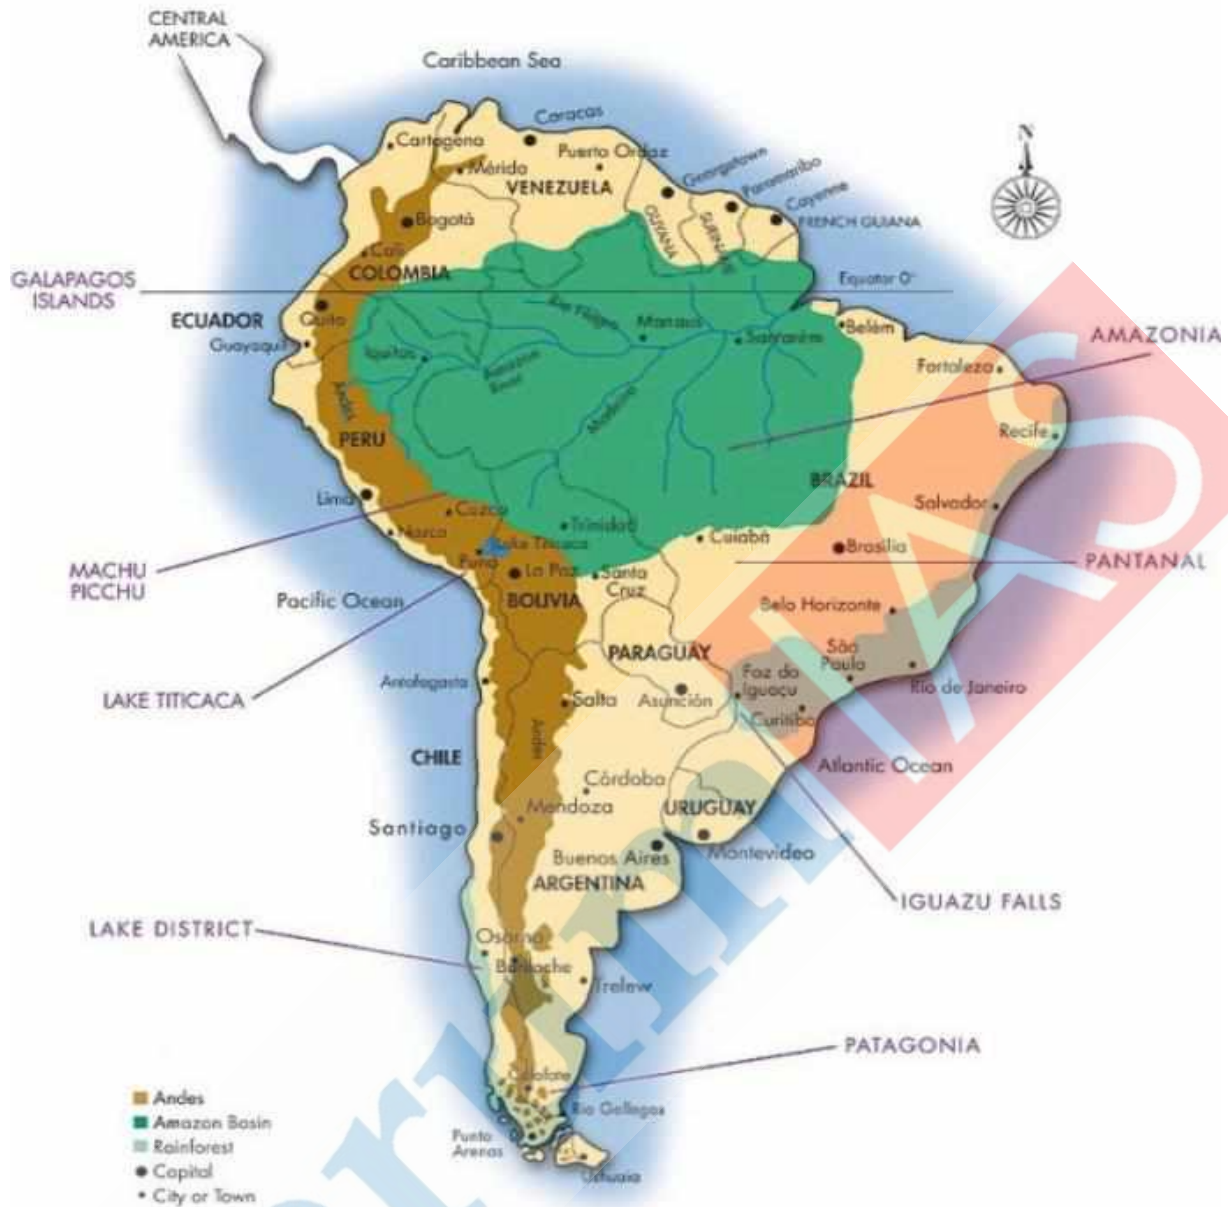 CENTRAL
AMERICA
Caribbean Sea
Caracas
N
Cartagena
Puerto Ordaz
Mérida
VENEZUELA
Georgetown
Paramaribo
Cayenne
Bogotá
GUYANA
SURINAME
FRENCH GUIANA
Cali
COLOMBIA
GALAPAGOS
ISLANDS
Equator 0°
ECUADOR
Quito
Rio Negro
Manaus
Santarém
Belém
AMAZONIA
Guayaquil
Iquitos
Amazon
River
Fortaleza
Andes
Madeira
PERU
Recife
BRAZIL
Lima
Cuzco
Salvador
Nazca
Trinidad
Cuiabá
Lake Titicaca
Brasília
Puno
La Paz
Santa
Cruz
PANTANAL
MACHU
PICCHU
Pacific Ocean
BOLIVIA
Belo Horizonte
PARAGUAY
São
Paulo
Foz do
Iguaçu
Antofagasta
LAKE TITICACA
Salta
Asunción
Rio de Janeiro
Curitiba
Andes
CHILE
Atlantic Ocean
Córdoba
Mendoza
URUGUAY
Santiago
Buenos Aires
Montevideo
ARGENTINA
IGUAZU FALLS
LAKE DISTRICT
Osorno
Bariloche
Trelew
PATAGONIA
Calafate
Rio Gallegos
Punta
Arenas
Ushuaia
Andes
Amazon Basin
Rainforest
Capital
City or Town
IAS